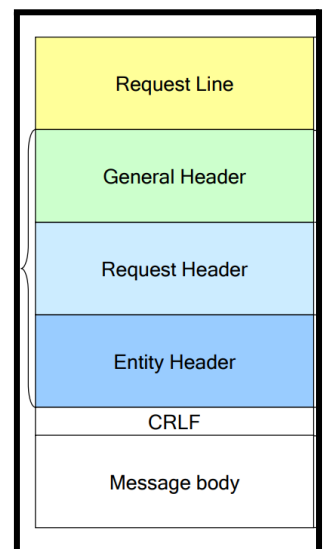 Request Line
General Header
Request Header
Entity Header
CRLF
Message body